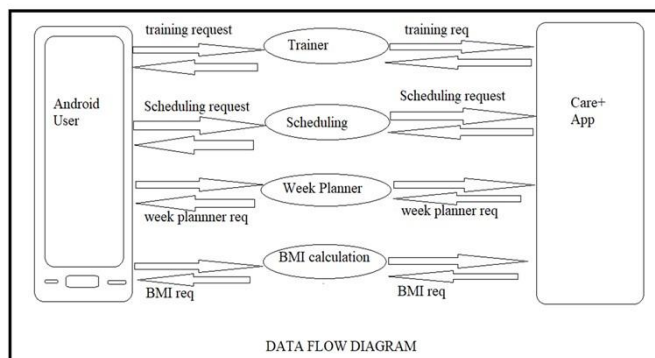 training request
training req
Trainer
Android
User
Care+
App
Scheduling request
Scheduling request
Scheduling
Week Planner
week plannner req
week planner req
BMI calculation
BMI req
BMI req
DATA FLOW DIAGRAM